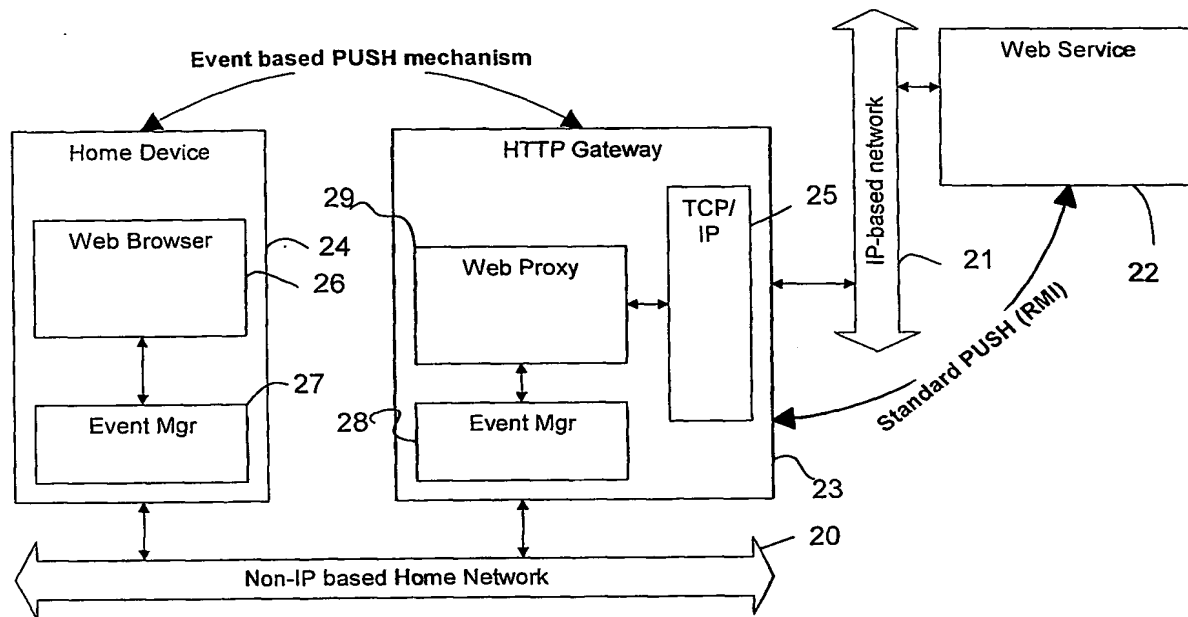 Event based PUSH mechanism
Web Service
IP-based network
Home Device
HTTP Gateway
29
TCP/
IP
25
Web Browser
24
Web Proxy
26
21
22
Standard PUSH (RMI)
27
Event Mgr
28
Event Mgr
23
20
Non-IP based Home Network